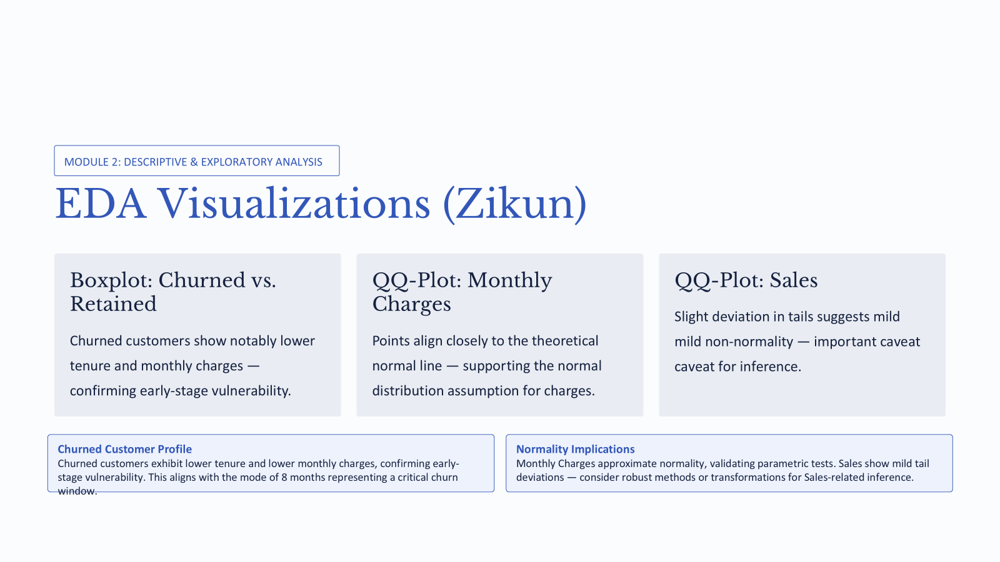 MODULE 2: DESCRIPTIVE & EXPLORATORY ANALYSIS
EDA Visualizations (Zikun)
Boxplot: Churned vs.
Retained
Churned customers show notably lower
tenure and monthly charges —
confirming early-stage vulnerability.
QQ-Plot: Monthly
Charges
Points align closely to the theoretical
normal line — supporting the normal
distribution assumption for charges.
QQ-Plot: Sales
Slight deviation in tails suggests mild
mild non-normality — important caveat
caveat for inference.
Churned Customer Profile
Churned customers exhibit lower tenure and lower monthly charges, confirming early-
stage vulnerability. This aligns with the mode of 8 months representing a critical churn
window.
Normality Implications
Monthly Charges approximate normality, validating parametric tests. Sales show mild tail
deviations — consider robust methods or transformations for Sales-related inference.